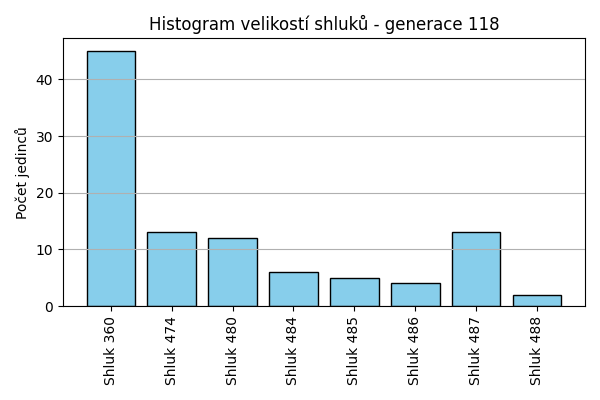 Histogram velikostí shluků - generace 118
Počet jedinců
40
30
20
10
0
Shluk 360
Shluk 474
Shluk 480
Shluk 484
Shluk 485
Shluk 486
Shluk 487
Shluk 488